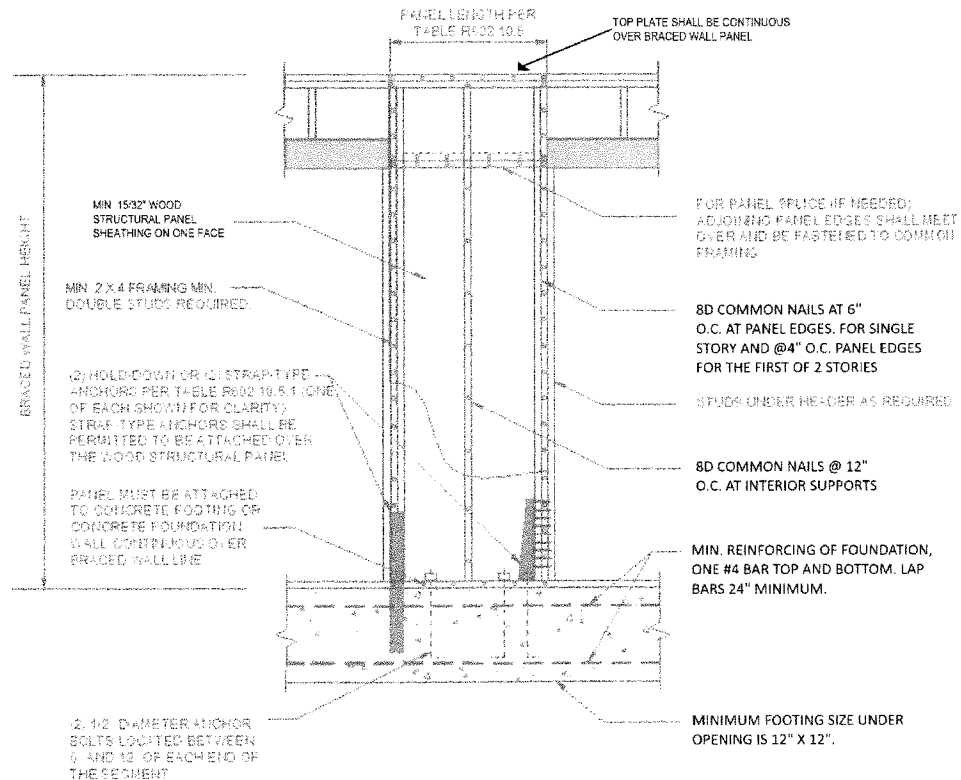 PANEL LENGTH PER
TABLE R602.10.5
TOP PLATE SHALL BE CONTINUOUS
OVER BRACED WALL PANEL
BRACED WALL PANEL HEIGHT
MIN. 15/32" WOOD
STRUCTURAL PANEL
SHEATHING ON ONE FACE
MIN. 2 X 4 FRAMING MIN.
DOUBLE STUDS REQUIRED.
(2) HOLD-DOWN OR (2) STRAP-TYPE
ANCHORS PER TABLE R602.10.5.1 (ONE
OF EACH SHOWN FOR CLARITY)
STRAP-TYPE ANCHORS SHALL BE
PERMITTED TO BE ATTACHED OVER
THE WOOD STRUCTURAL PANEL
PANEL MUST BE ATTACHED
TO CONCRETE FOOTING OR
CONCRETE FOUNDATION
WALL CONTINUOUS OVER
BRACED WALL LINE
(2) 1/2" DIAMETER ANCHOR
BOLTS LOCATED BETWEEN
6" AND 12" OF EACH END OF
THE SEGMENT
FOR PANEL SPLICE (IF NEEDED)
ADJOINING PANEL EDGES SHALL MEET
OVER AND BE FASTENED TO COMMON
FRAMING
8D COMMON NAILS AT 6"
O.C. AT PANEL EDGES. FOR SINGLE
STORY AND @4" O.C. PANEL EDGES
FOR THE FIRST OF 2 STORIES
STUDS UNDER HEADER AS REQUIRED
8D COMMON NAILS @ 12"
O.C. AT INTERIOR SUPPORTS
MIN. REINFORCING OF FOUNDATION,
ONE #4 BAR TOP AND BOTTOM. LAP
BARS 24" MINIMUM.
MINIMUM FOOTING SIZE UNDER
OPENING IS 12" X 12".